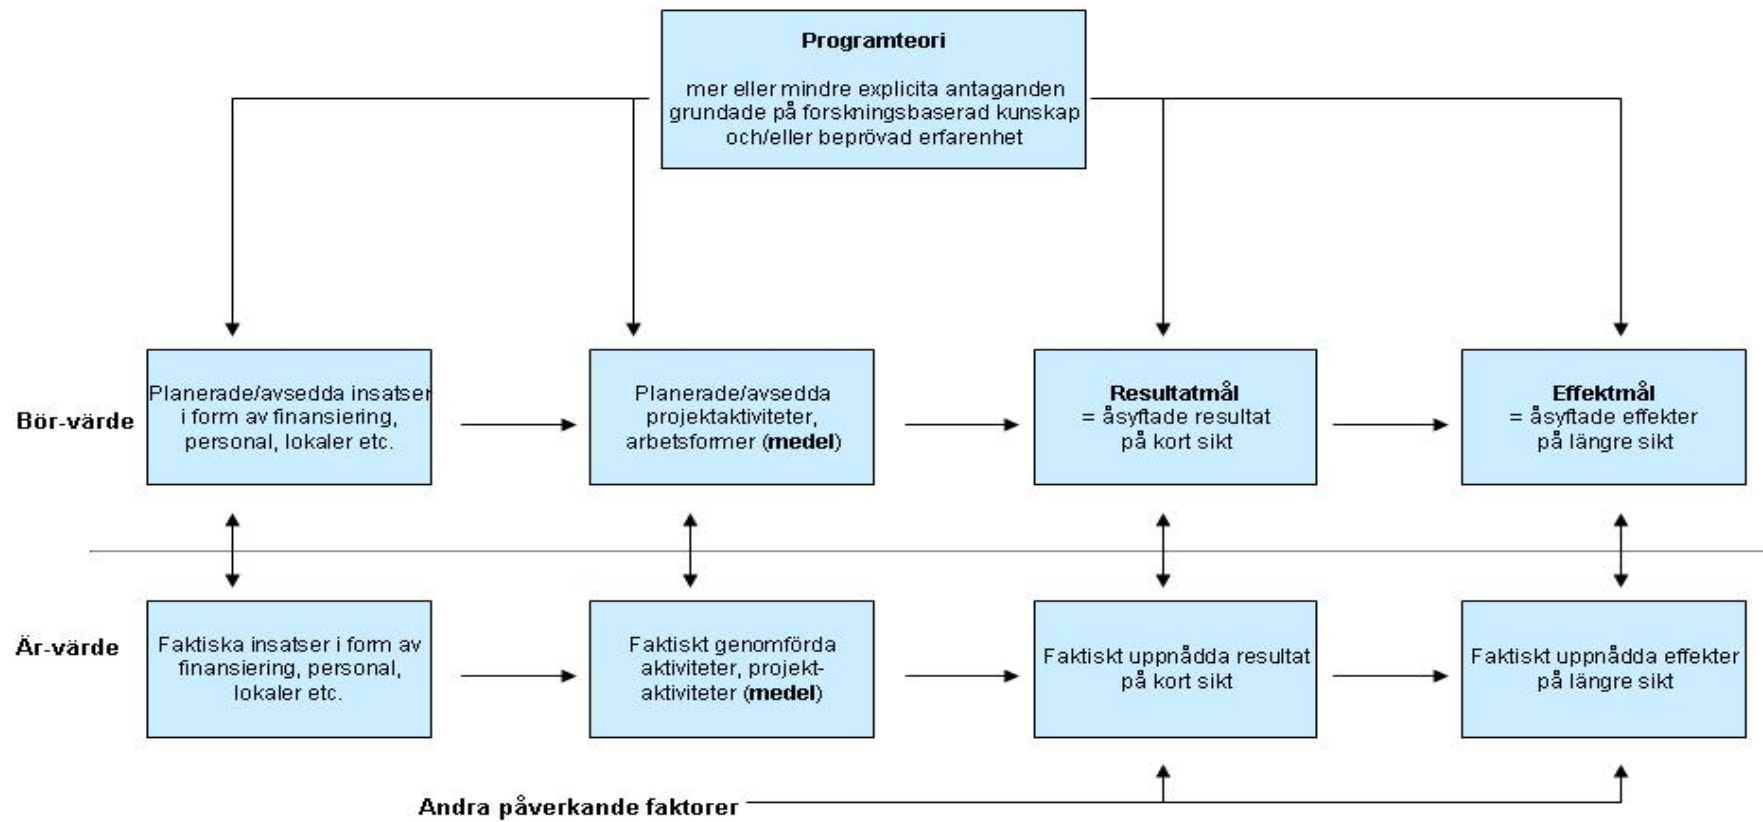 Programteori
mer eller mindre explicita antaganden
grundade på forskningsbaserad kunskap
och/eller beprövad erfarenhet
Bör-värde
Planerade/avsedda insatser
i form av finansiering,
personal, lokaler etc.
Planerade/avsedda
projektaktiviteter,
arbetsformer (medel)
Resultatmål
= åsyftade resultat
på kort sikt
Effektmål
= åsyftade effekter
på längre sikt
Är-värde
Faktiska insatser i form av
finansiering, personal,
lokaler etc.
Faktiskt genomförda
aktiviteter, projekt-
aktiviteter (medel)
Faktiskt uppnådda resultat
på kort sikt
Faktiskt uppnådda effekter
på längre sikt
Andra påverkande faktorer